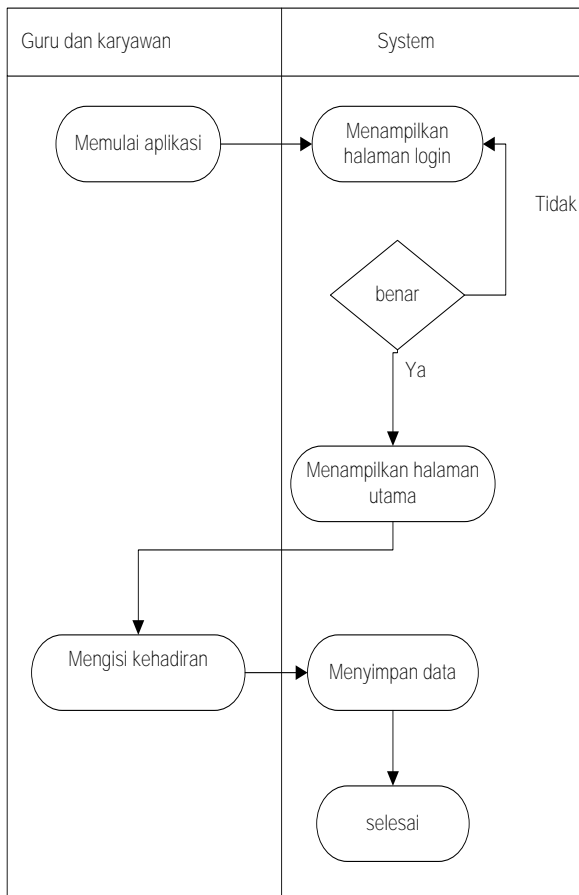 Guru dan karyawan
System
Memulai aplikasi
Menampilkan
halaman login
Tidak
benar
Ya
Menampilkan halaman
utama
Mengisi kehadiran
Menyimpan data
selesai